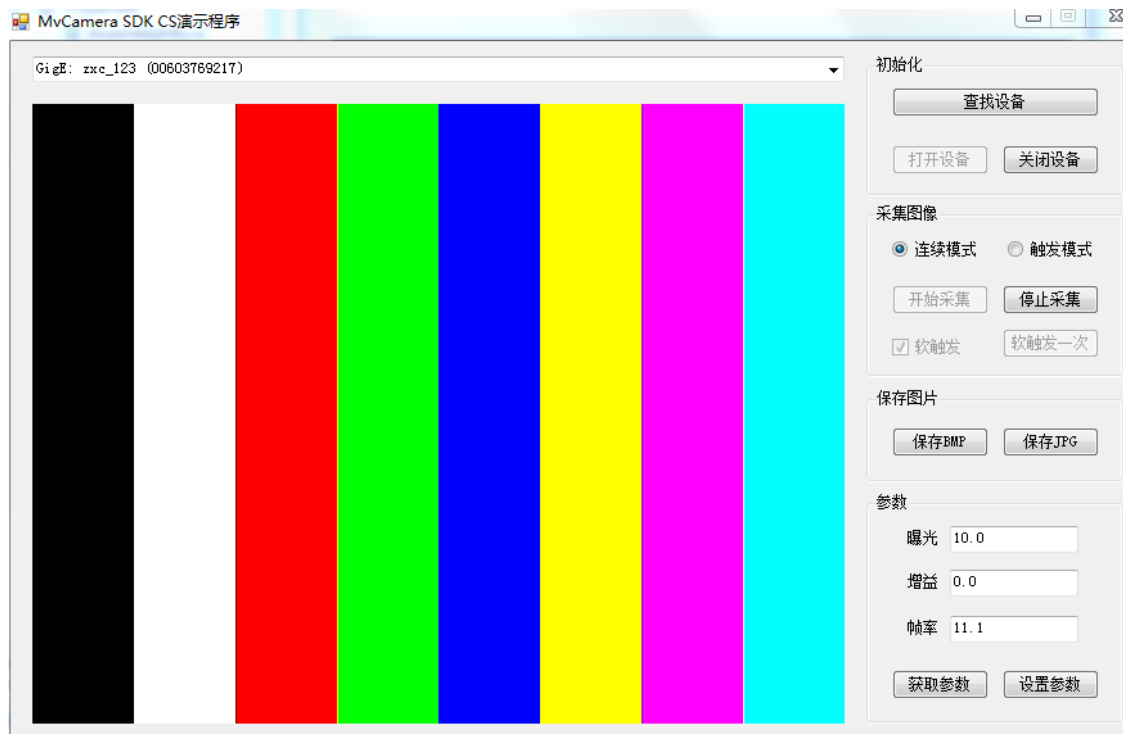 MvCamera SDK CS演示程序
GigE: zxc_123 (00603769217)
初始化
查找设备
打开设备 关闭设备
采集图像
连续模式 触发模式
开始采集 停止采集
软触发 软触发一次
保存图片
保存BMP 保存JPG
参数
曝光 10.0
增益 0.0
帧率 11.1
获取参数 设置参数